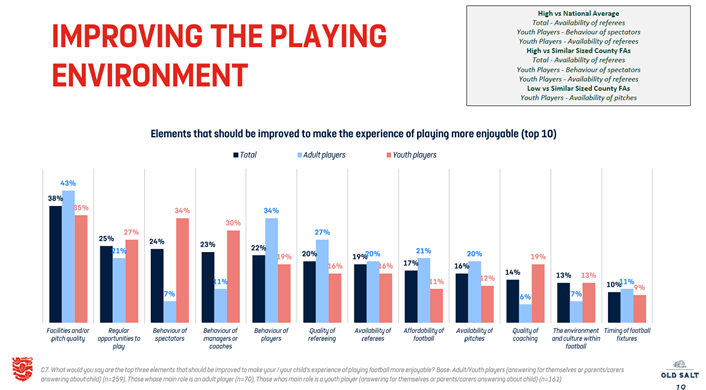 High vs National Average
Total - Availability of referees
Youth Players - Behaviour of spectators
Youth Players - Availability of referees
High vs Similar Sized County FAs
Total - Availability of referees
Youth Players - Behaviour of spectators
Youth Players - Availability of referees
Low vs Similar Sized County FAs
Youth Players - Availability of pitches
IMPROVING THE PLAYING
ENVIRONMENT
Elements that should be improved to make the experience of playing more enjoyable (top 10)
Total Adult players Youth players
38% 43% 35%
25% 21% 27%
24% 7% 34%
23% 11% 30%
22% 34% 19%
20% 27% 16%
19% 20% 16%
17% 21% 11%
16% 20% 12%
14% 6% 19%
13% 7% 13%
10% 11% 9%
Facilities and/or
pitch quality
Regular
opportunities to
play
Behaviour of
spectators
Behaviour of
managers or
coaches
Behaviour of
players
Quality of
refereeing
Availability of
referees
Affordability of
football
Availability of
pitches
Quality of
coaching
The environment
and culture within
football
Timing of football
fixtures
C7. What would you say are the top three elements that should be improved to make your / your child's experience of playing football more enjoyable? Base: Adult/Youth players (answering for themselves or parents/carers
answering about child) (n=259), Those whose main role is an adult player (n=70), Those whos main role is a youth player (answering for themselves or parents/carers answering about child) (n=161)
OLD SALT
19